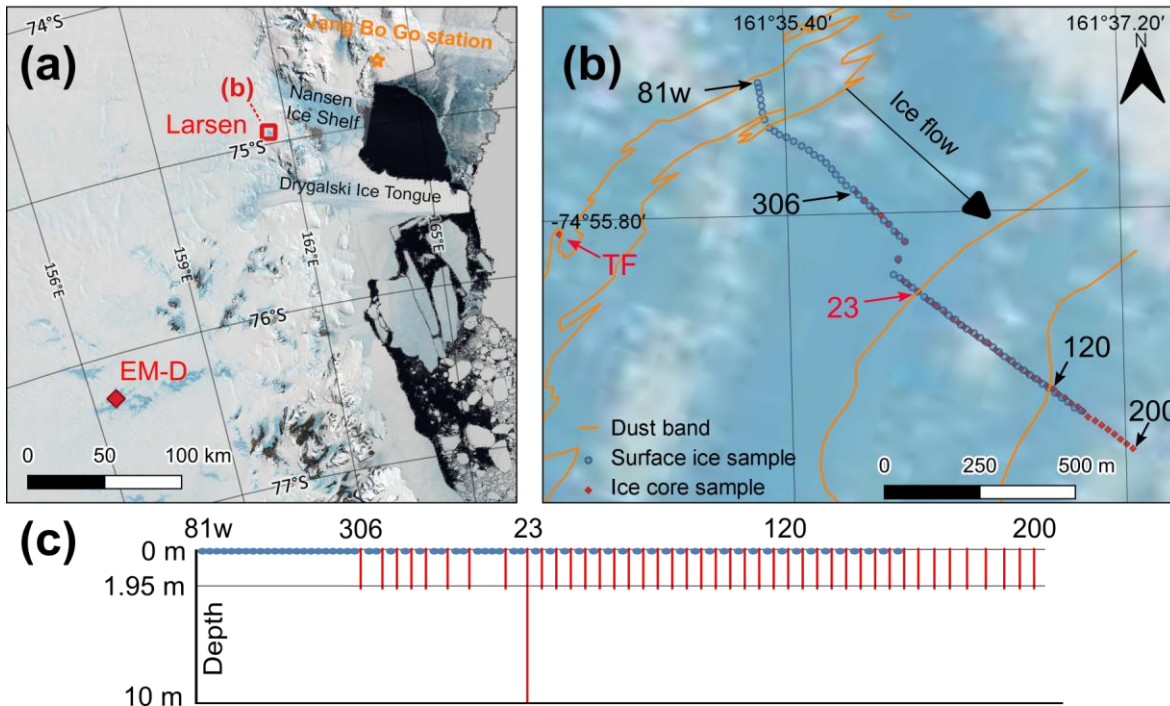 (a)
74°S
Jang Bo Go station
(b)
Nansen
Ice Shelf
Larsen
75°S
Drygalski Ice Tongue
156°E
159°E
162°E
165°E
76°S
EM-D
0 50 100 km
77°S
(b)
161°35.40′ 161°37.20′
N
81w
Ice flow
306
-74°55.80′
TF
23
120
200
Dust band
Surface ice sample
Ice core sample
0 250 500 m
(c)
81w 306 23 120 200
0 m
1.95 m
Depth
10 m